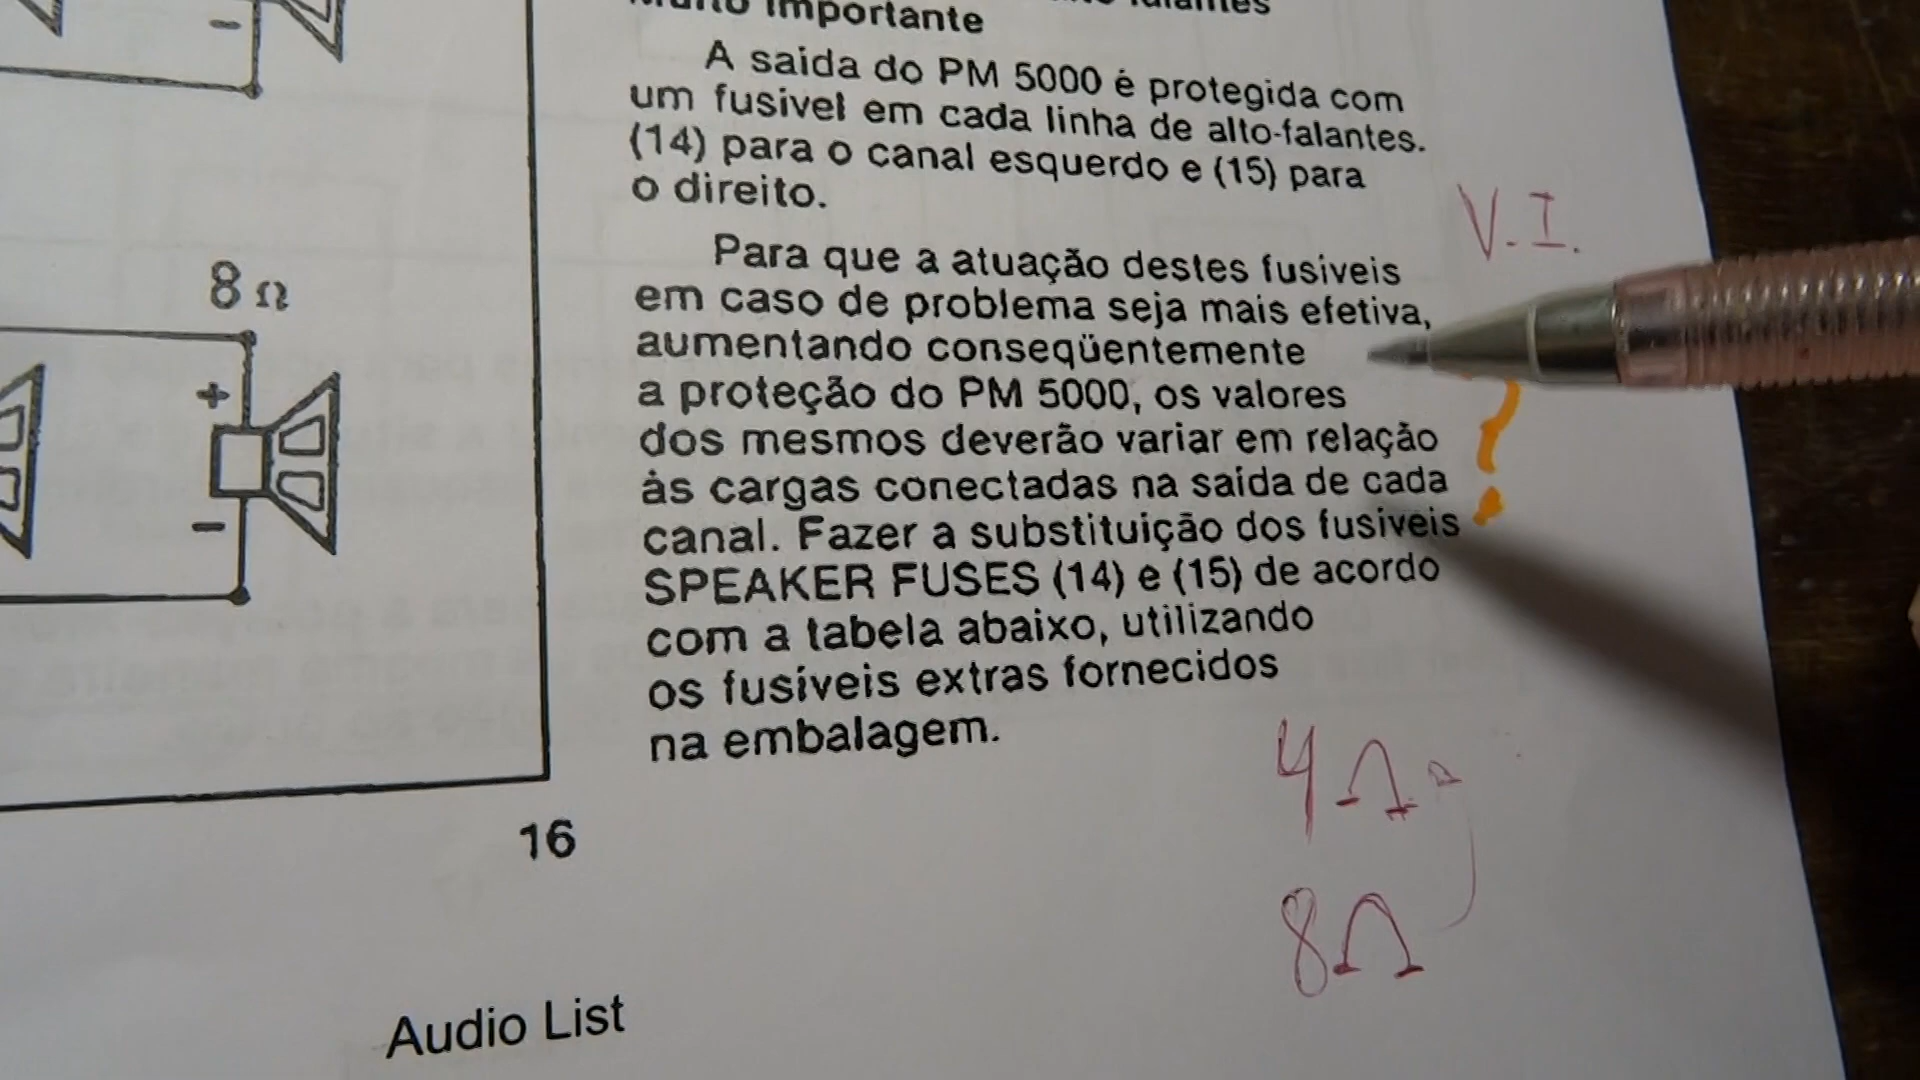 importante
A saída do PM 5000 é protegida com
um fusível em cada linha de alto-falantes.
(14) para o canal esquerdo e (15) para
o direito.
V.I.
Para que a atuação destes fusíveis
em caso de problema seja mais efetiva,
aumentando conseqüentemente
a proteção do PM 5000, os valores
dos mesmos deverão variar em relação
às cargas conectadas na saída de cada
canal. Fazer a substituição dos fusíveis
SPEAKER FUSES (14) e (15) de acordo
com a tabela abaixo, utilizando
os fusíveis extras fornecidos
na embalagem.
?
8 Ω
+
-
-
4Ω
8Ω
16
Audio List